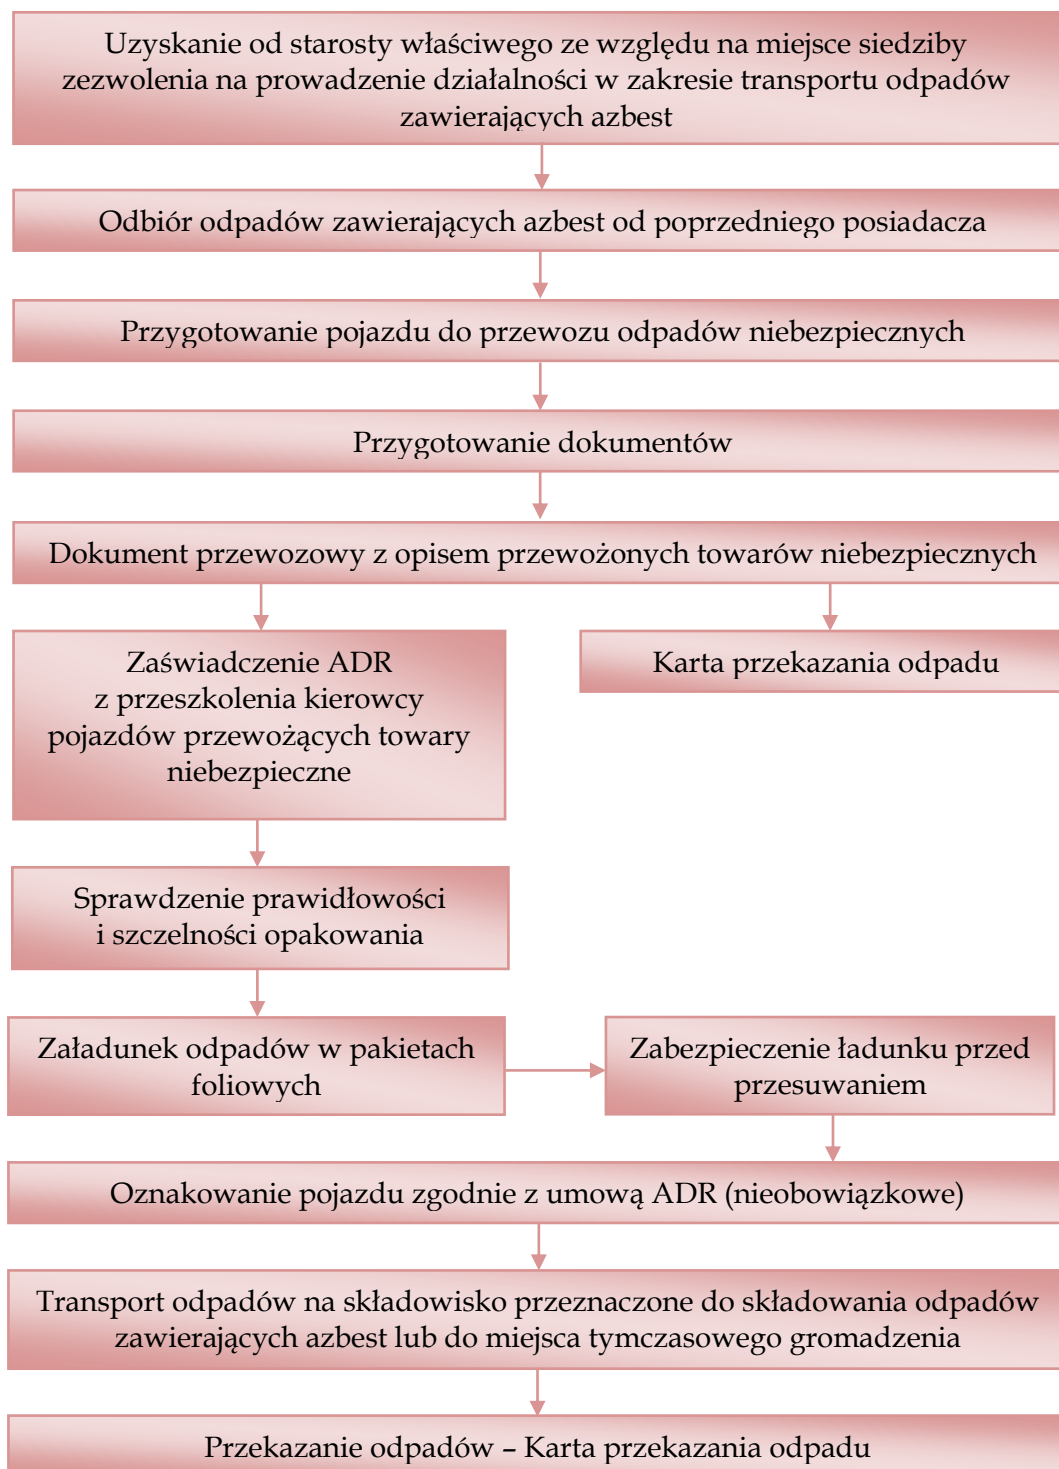 Uzyskanie od starosty właściwego ze względu na miejsce siedziby
zezwolenia na prowadzenie działalności w zakresie transportu odpadów
zawierających azbest
Odbiór odpadów zawierających azbest od poprzedniego posiadacza
Przygotowanie pojazdu do przewozu odpadów niebezpiecznych
Przygotowanie dokumentów
Dokument przewozowy z opisem przewożonych towarów niebezpiecznych
Zaświadczenie ADR
z przeszkolenia kierowcy
pojazdów przewożących towary
niebezpieczne
Karta przekazania odpadu
Sprawdzenie prawidłowości
i szczelności opakowania
Załadunek odpadów w pakietach
foliowych
Zabezpieczenie ładunku przed
przesuwaniem
Oznakowanie pojazdu zgodnie z umową ADR (nieobowiązkowe)
Transport odpadów na składowisko przeznaczone do składowania odpadów
zawierających azbest lub do miejsca tymczasowego gromadzenia
Przekazanie odpadów – Karta przekazania odpadu